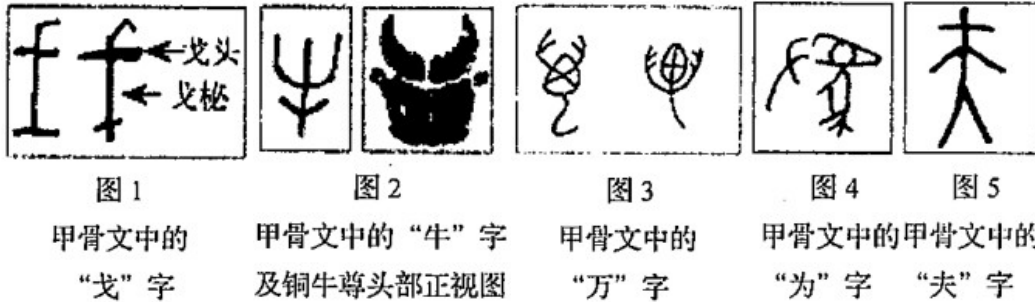 戈头
戈柲
图1
图2
图3
图4
图5
甲骨文中的
“戈”字
甲骨文中的“牛”字
及铜牛尊头部正视图
甲骨文中的
“万”字
甲骨文中的
“为”字
甲骨文中的
“夫”字